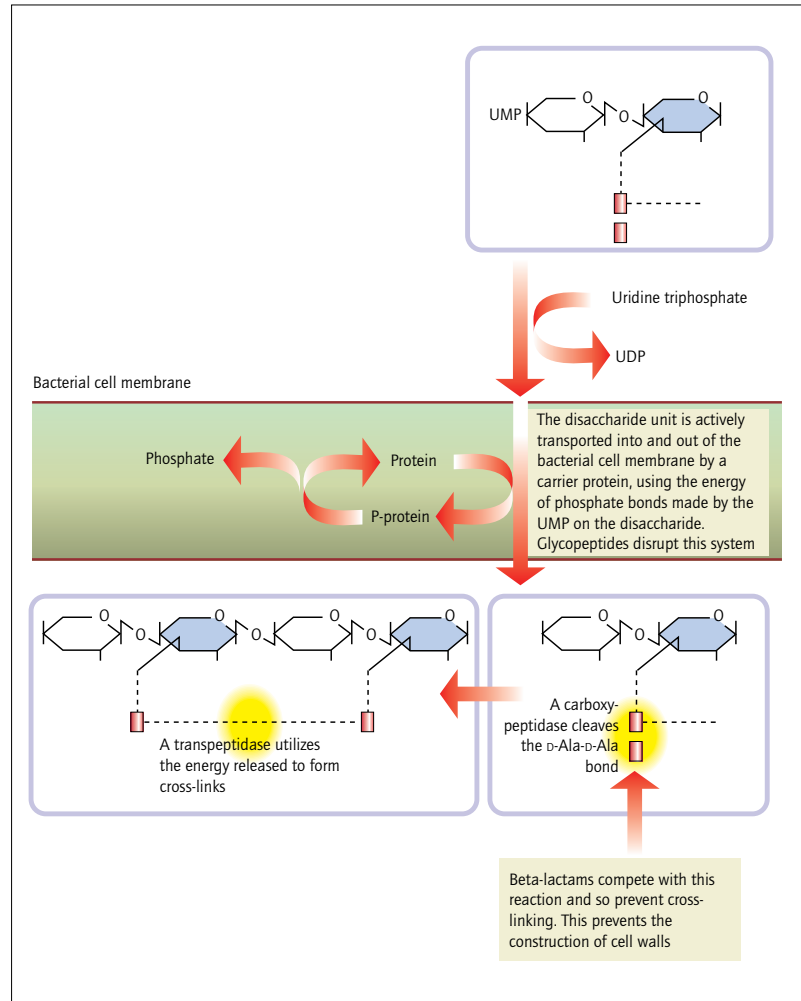 O
O
UMP
O
Uridine triphosphate
UDP
Bacterial cell membrane
The disaccharide unit is actively
transported into and out of the
bacterial cell membrane by a
carrier protein, using the energy
of phosphate bonds made by the
UMP on the disaccharide.
Glycopeptides disrupt this system
Phosphate
Protein
P-protein
O
O
O
O
O
O
O
A transpeptidase utilizes
the energy released to form
cross-links
O
O
O
A carboxy-
peptidase cleaves
the D-Ala-D-Ala
bond
Beta-lactams compete with this
reaction and so prevent cross-
linking. This prevents the
construction of cell walls